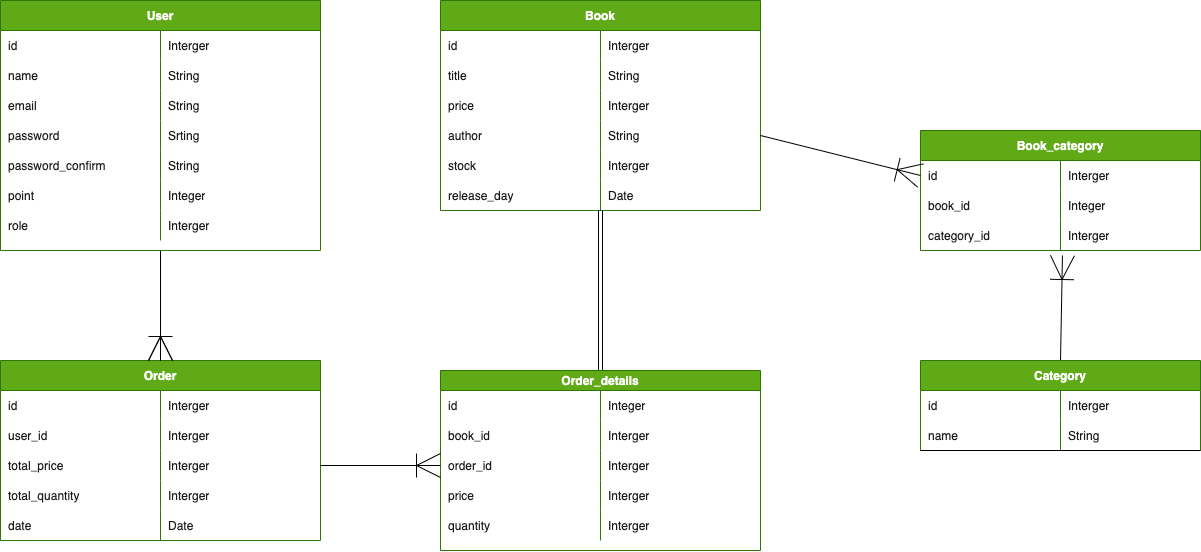 User
id Interger
name String
email String
password Srting
password_confirm String
point Integer
role Interger
Book
id Interger
title String
price Interger
author String
stock Interger
release_day Date
Book_category
id Interger
book_id Integer
category_id Interger
Order
id Interger
user_id Interger
total_price Interger
total_quantity Interger
date Date
Order_details
id Integer
book_id Interger
order_id Interger
price Interger
quantity Interger
Category
id Interger
name String